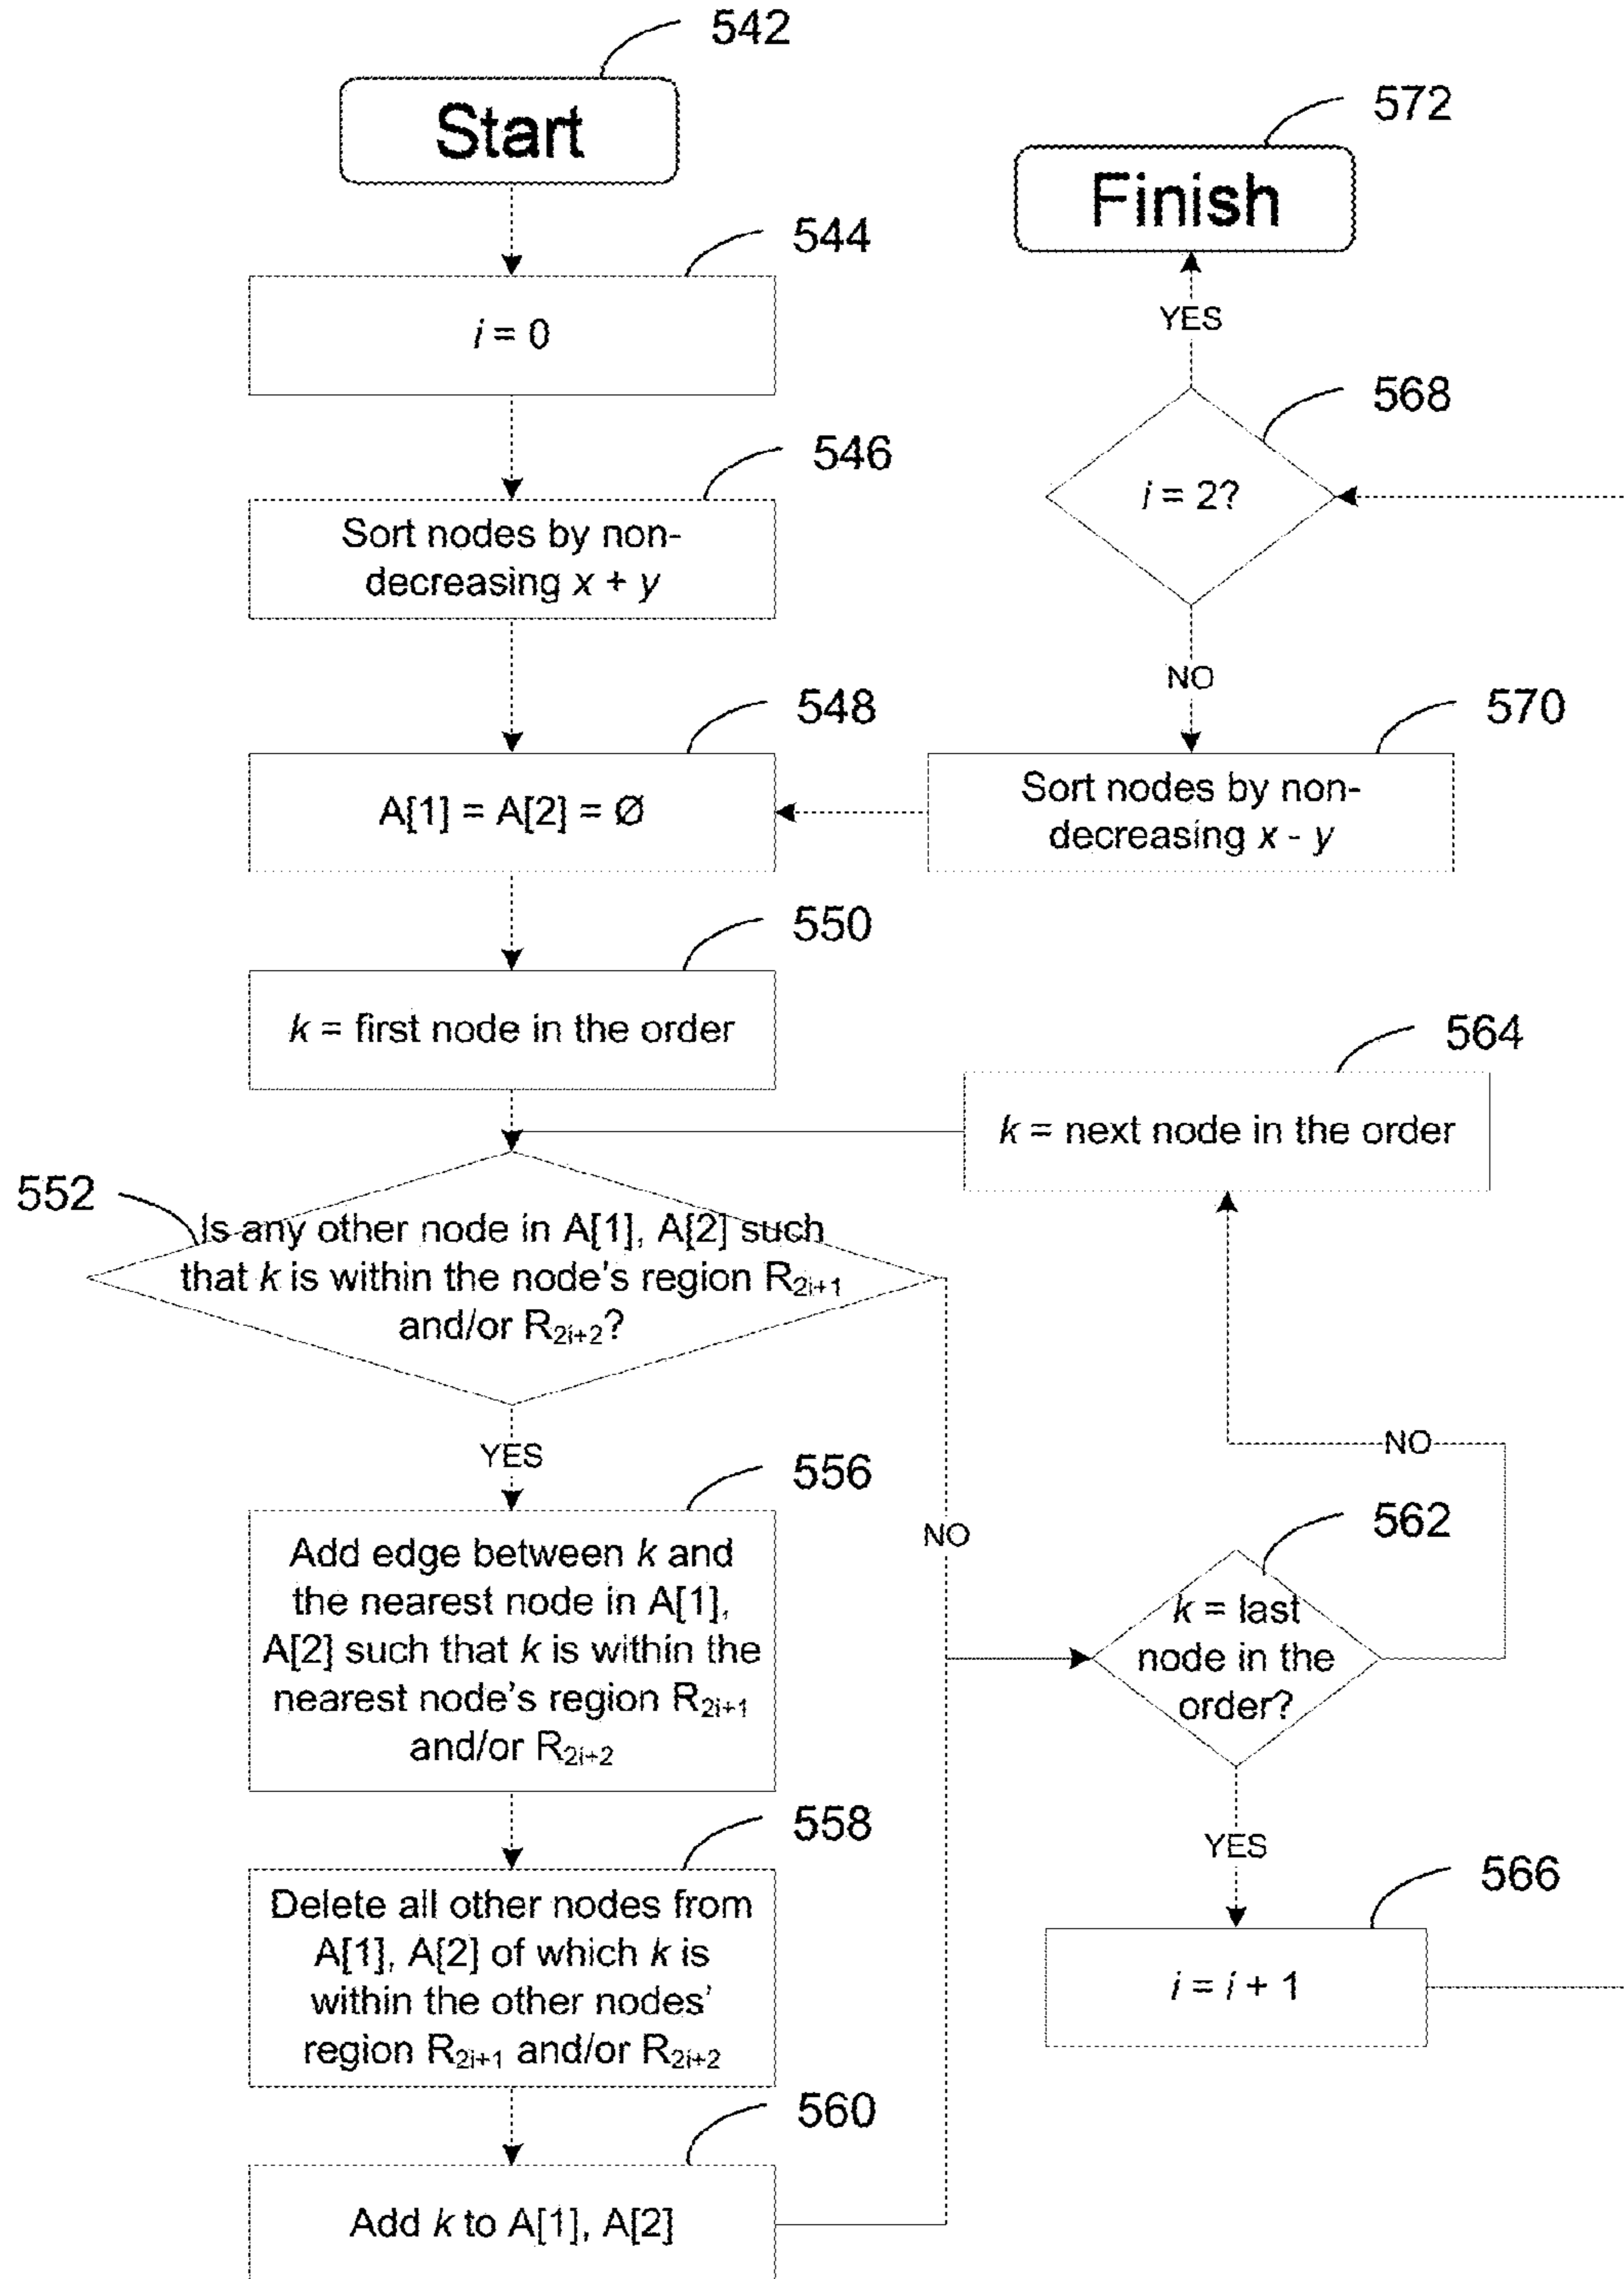 542
Start
544
i = 0
546
Sort nodes by non-
decreasing x + y
548
A[1] = A[2] = Ø
550
k = first node in the order
552
Is any other node in A[1], A[2] such
that k is within the node's region R2i+1
and/or R2i+2?
YES
NO
556
Add edge between k and
the nearest node in A[1],
A[2] such that k is within the
nearest node's region R2i+1
and/or R2i+2
558
Delete all other nodes from
A[1], A[2] of which k is
within the other nodes'
region R2i+1 and/or R2i+2
560
Add k to A[1], A[2]
572
Finish
YES
568
i = 2?
NO
570
Sort nodes by non-
decreasing x - y
564
k = next node in the order
NO
562
k = last
node in the
order?
YES
566
i = i + 1